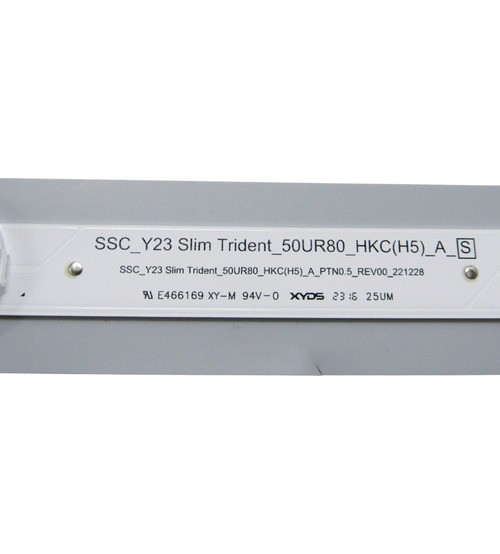 SSC_Y23 Slim Trident_50UR80_HKC(H5)_A_S
SSC_Y23 Slim Trident_50UR80_HKC(H5)_A_PTN0.5_REV00_221228
E466169 XY-M 94V-0 XYDS 2316 25UM